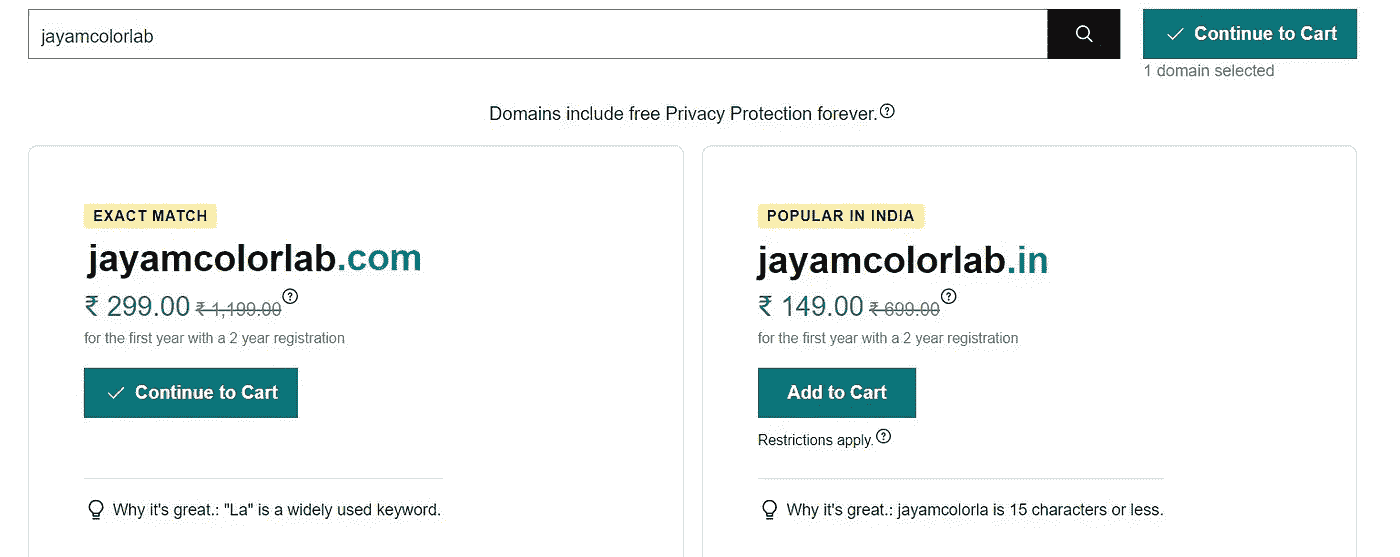 jayamcolorlab
Continue to Cart
1 domain selected
Domains include free Privacy Protection forever.
EXACT MATCH
jayamcolorlab.com
₹ 299.00 ₹ 1,199.00
for the first year with a 2 year registration
Continue to Cart
Why it's great.: "La" is a widely used keyword.
POPULAR IN INDIA
jayamcolorlab.in
₹ 149.00 ₹ 699.00
for the first year with a 2 year registration
Add to Cart
Restrictions apply.
Why it's great.: jayamcolorla is 15 characters or less.